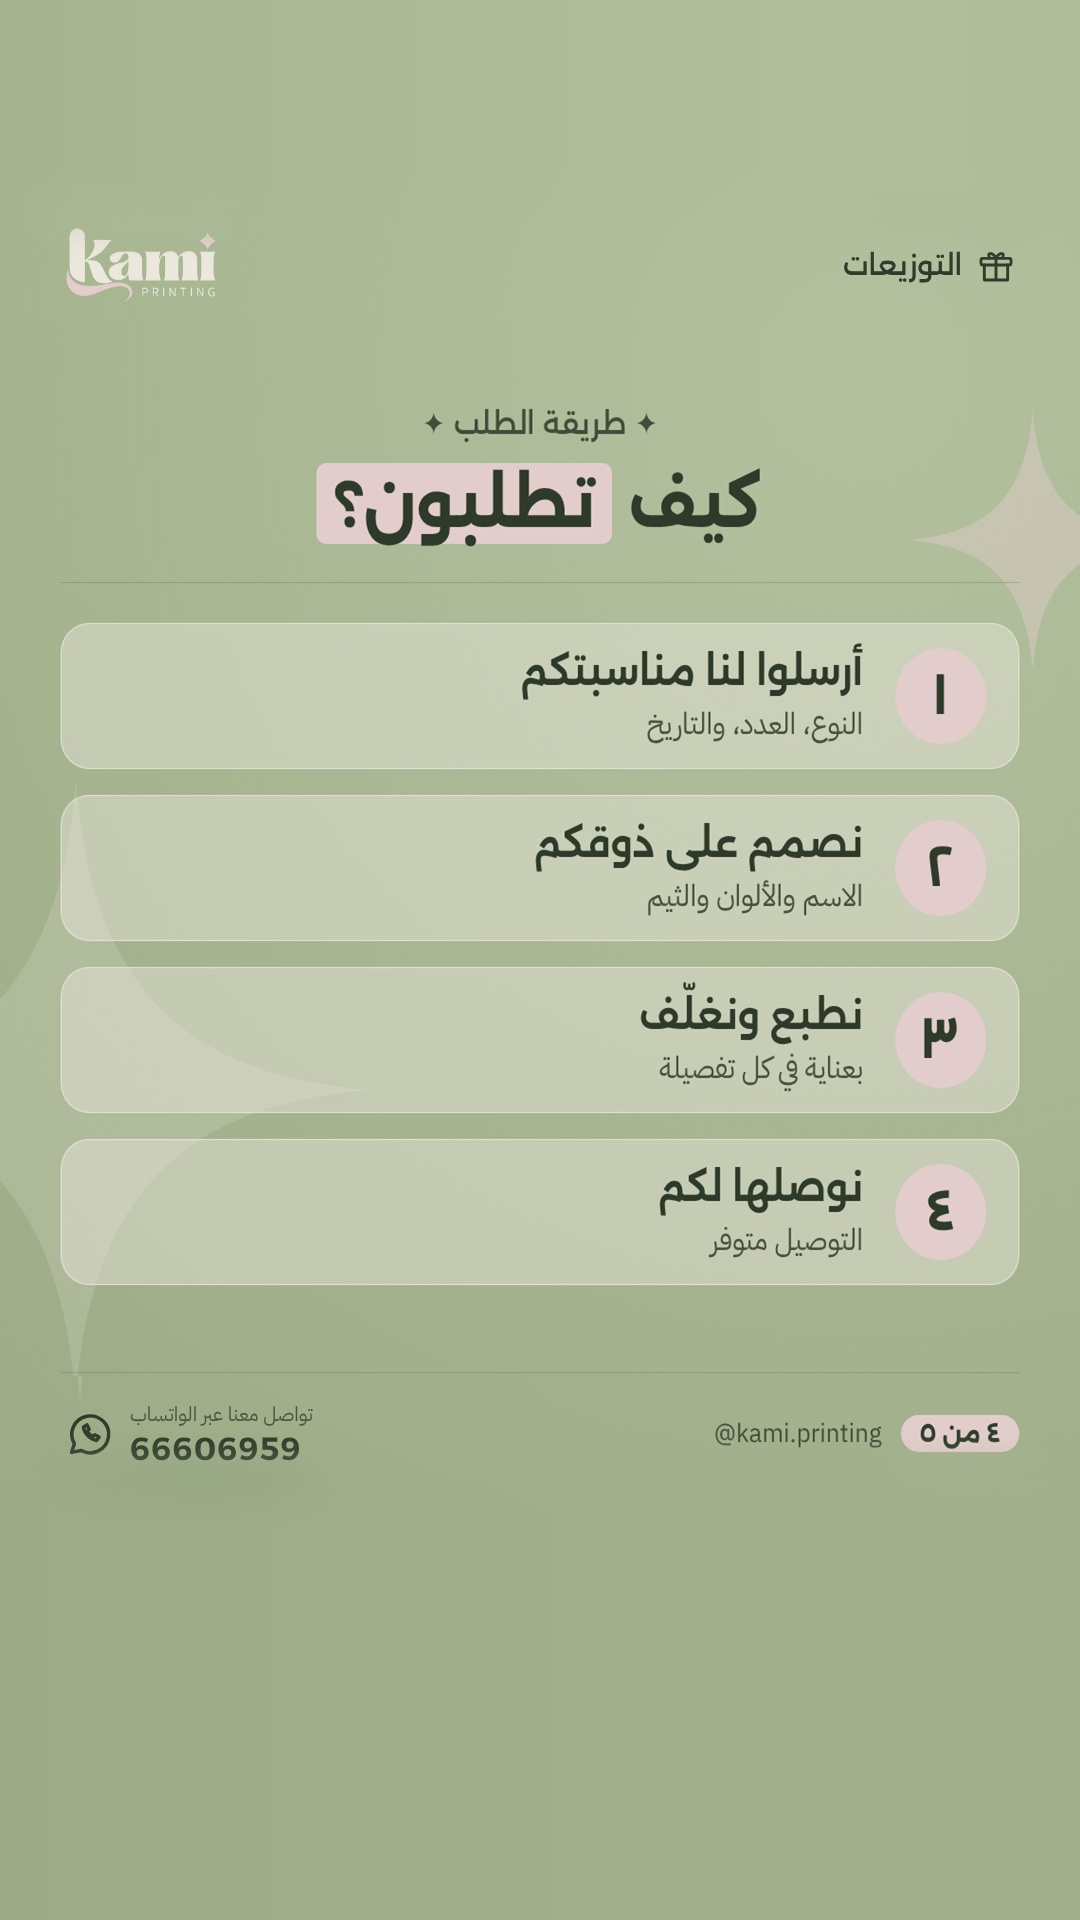 التوزيعات
Kami
PRINTING
✦ طريقة الطلب ✦
كيف تطلبون؟
١
أرسلوا لنا مناسبتكم
النوع، العدد، والتاريخ
٢
نصمم على ذوقكم
الاسم والألوان والثيم
٣
نطبع ونغلّف
بعناية في كل تفصيلة
٤
نوصلها لكم
التوصيل متوفر
٤ من ٥
@kami.printing
تواصل معنا عبر الواتساب
66606959